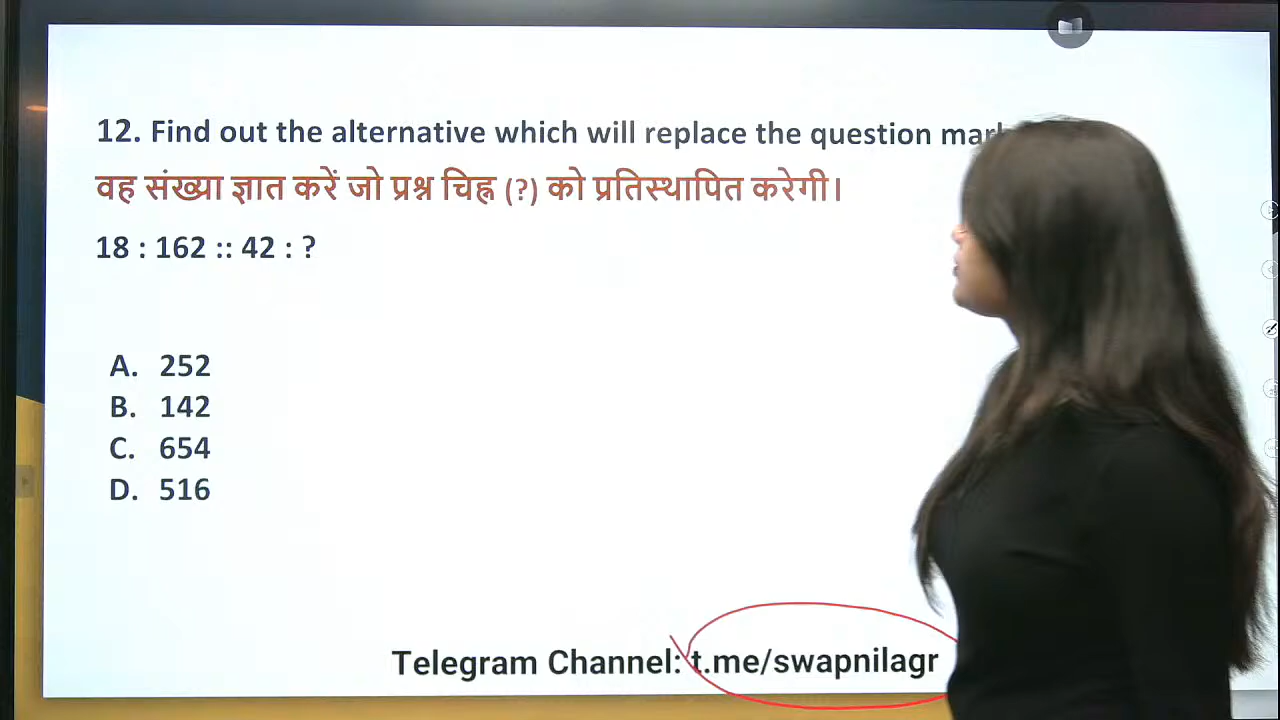 12. Find out the alternative which will replace the question
वह संख्या ज्ञात करें जो प्रश्न चिह्न (?) को प्रतिस्थापित करेगी।
18 : 162 :: 42 : ?
A. 252
B. 142
C. 654
D. 516
Telegram Channel: t.me/swapnilagr